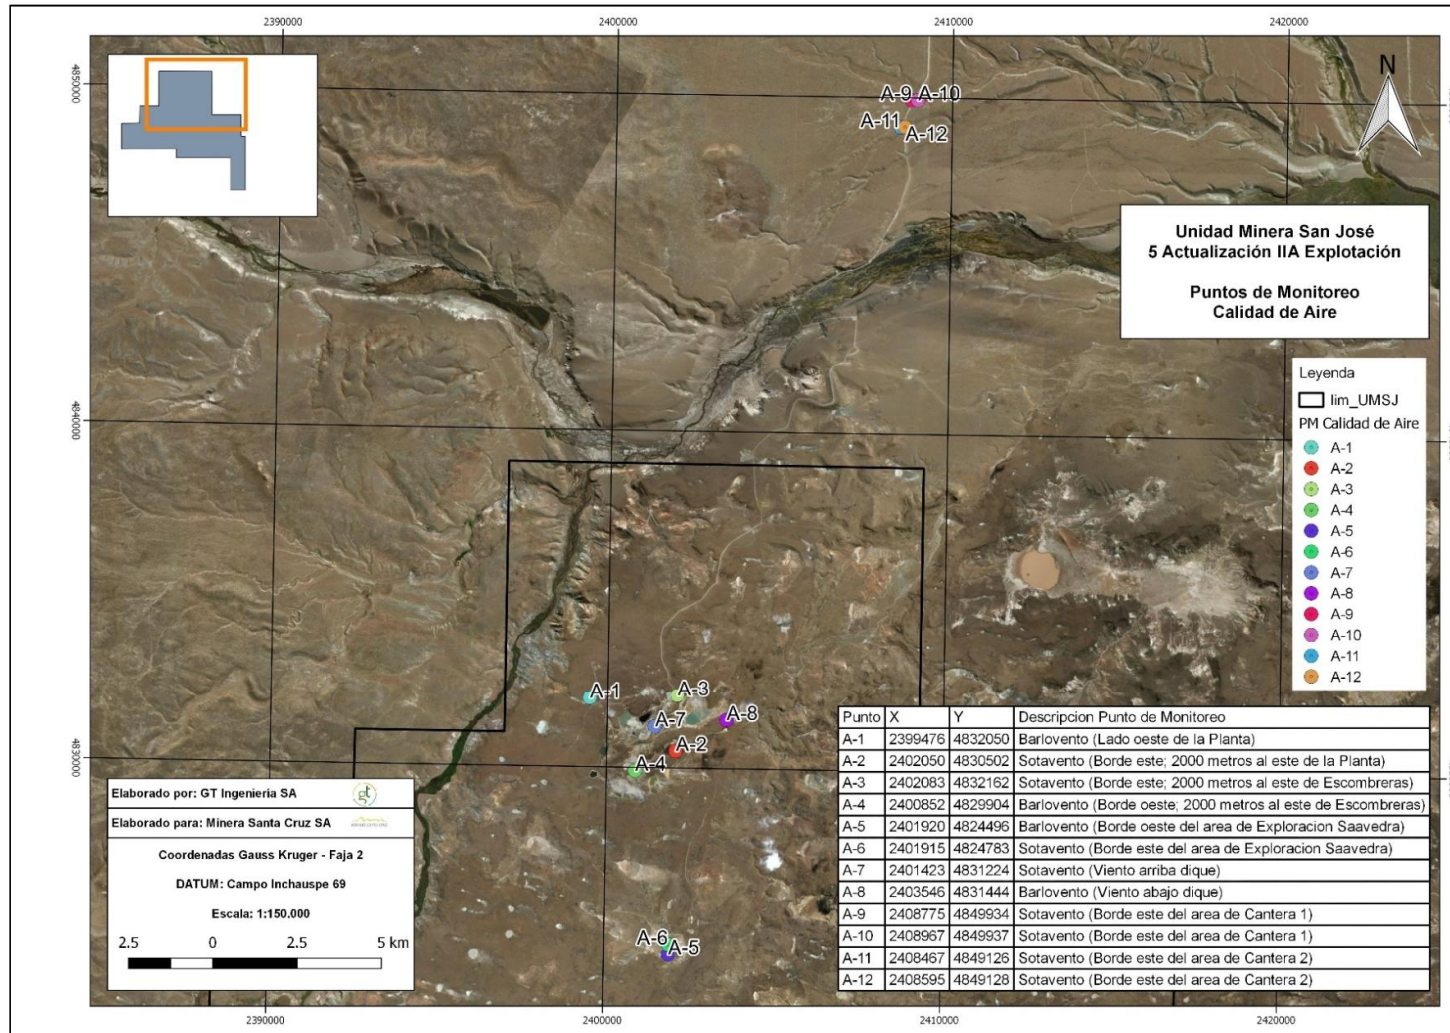 2390000 2400000 2410000 2420000
4850000
4840000
4830000
N
A-9 A-10
A-11
A-12
Unidad Minera San José
5 Actualización IIA Explotación
Puntos de Monitoreo
Calidad de Aire
Leyenda
lim_UMSJ
PM Calidad de Aire
A-1
A-2
A-3
A-4
A-5
A-6
A-7
A-8
A-9
A-10
A-11
A-12
A-1
A-3
A-7
A-8
A-2
A-4
A-6
A-5
Punto X Y Descripcion Punto de Monitoreo
A-1 2399476 4832050 Barlovento (Lado oeste de la Planta)
A-2 2402050 4830502 Sotavento (Borde este; 2000 metros al este de la Planta)
A-3 2402083 4832162 Sotavento (Borde este; 2000 metros al este de Escombreras)
A-4 2400852 4829904 Barlovento (Borde oeste; 2000 metros al este de Escombreras)
A-5 2401920 4824496 Barlovento (Borde oeste del area de Exploracion Saavedra)
A-6 2401915 4824783 Sotavento (Borde este del area de Exploracion Saavedra)
A-7 2401423 4831224 Sotavento (Viento arriba dique)
A-8 2403546 4831444 Barlovento (Viento abajo dique)
A-9 2408775 4849934 Sotavento (Borde este del area de Cantera 1)
A-10 2408967 4849937 Sotavento (Borde este del area de Cantera 1)
A-11 2408467 4849126 Sotavento (Borde este del area de Cantera 2)
A-12 2408595 4849128 Sotavento (Borde este del area de Cantera 2)
Elaborado por: GT Ingenieria SA
gt
Elaborado para: Minera Santa Cruz SA
Coordenadas Gauss Kruger - Faja 2
DATUM: Campo Inchauspe 69
Escala: 1:150.000
2.5 0 2.5 5 km
2390000 2400000 2410000 2420000